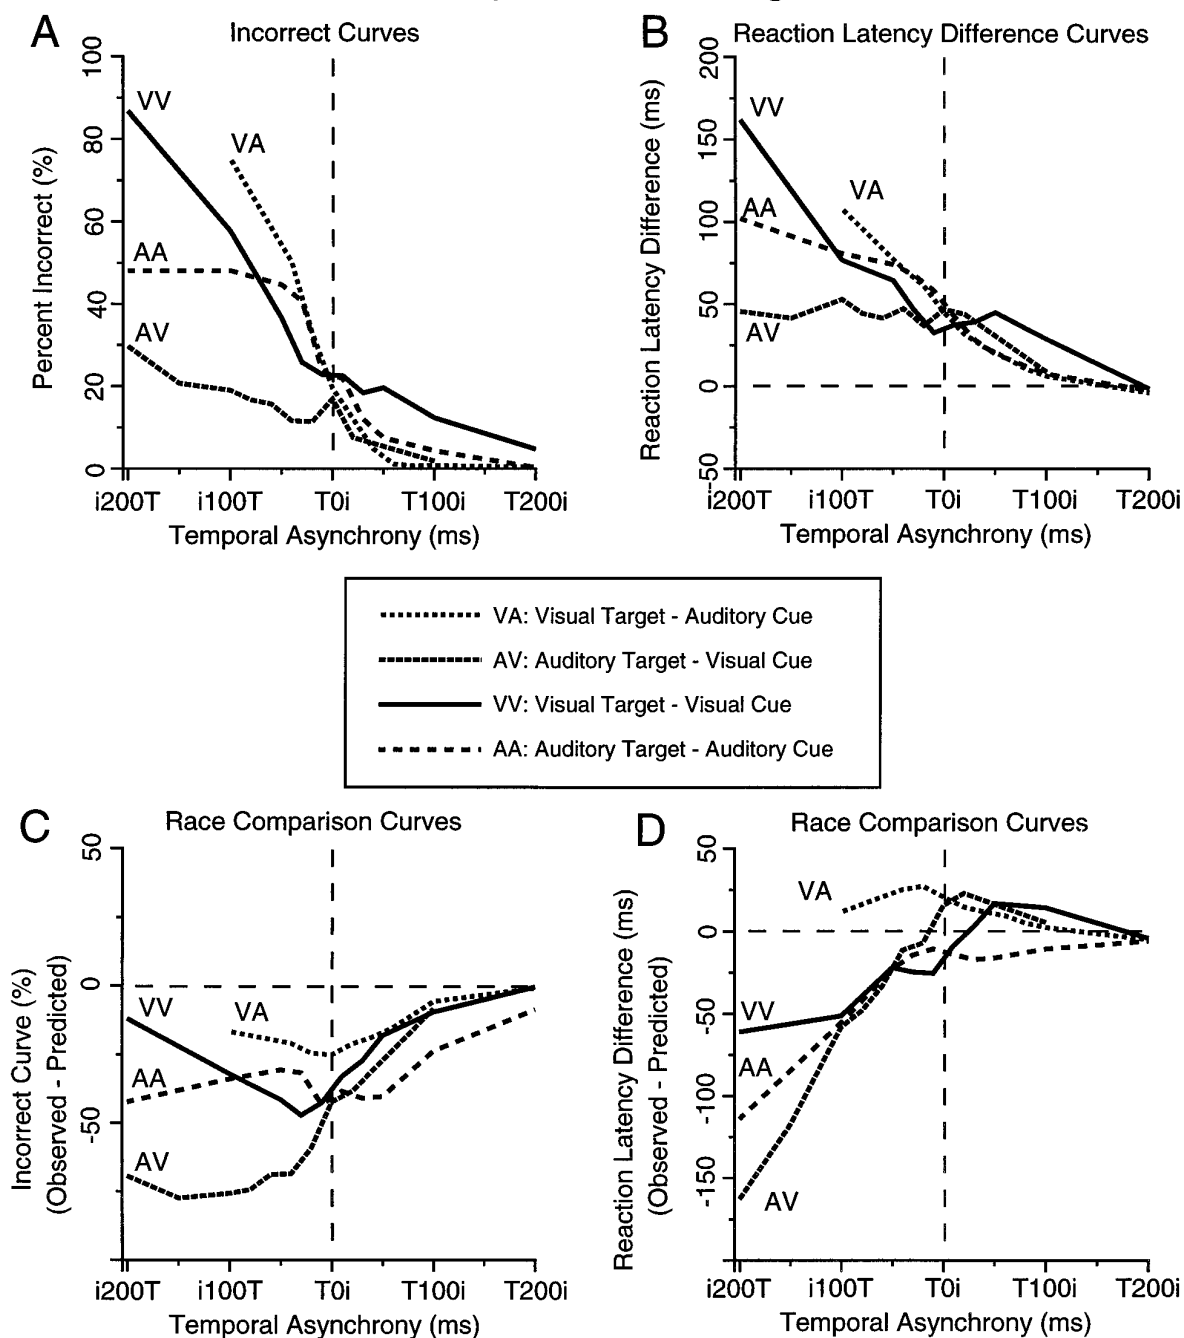 A
Incorrect Curves
Percent Incorrect (%)
100
80
60
40
20
0
VV
VA
AA
AV
i200T i100T T0i T100i T200i
Temporal Asynchrony (ms)
B
Reaction Latency Difference Curves
Reaction Latency Difference (ms)
200
150
100
50
0
-50
VV
VA
AA
AV
i200T i100T T0i T100i T200i
Temporal Asynchrony (ms)
VA: Visual Target - Auditory Cue
AV: Auditory Target - Visual Cue
VV: Visual Target - Visual Cue
AA: Auditory Target - Auditory Cue
C
Race Comparison Curves
Incorrect Curve (%)
(Observed - Predicted)
50
0
-50
VV
VA
AA
AV
i200T i100T T0i T100i T200i
Temporal Asynchrony (ms)
D
Race Comparison Curves
Reaction Latency Difference (ms)
(Observed - Predicted)
50
0
-50
-100
-150
VA
VV
AA
AV
i200T i100T T0i T100i T200i
Temporal Asynchrony (ms)